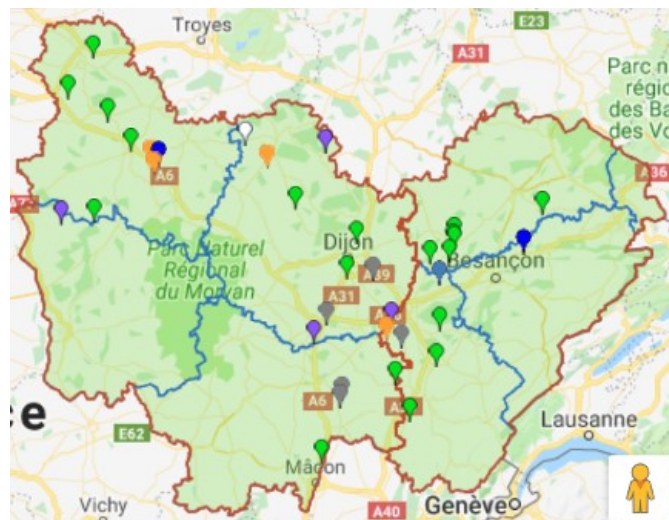 Troyes
E23
A31
Parc n
régio
des Ba
des Vo
A36
A6
Dijon
Parc Naturel
Régional
du Morvan
A39
Besançon
A31
A6
ce
E62
Lausanne
Mâcon
Vichy
A40
Genève